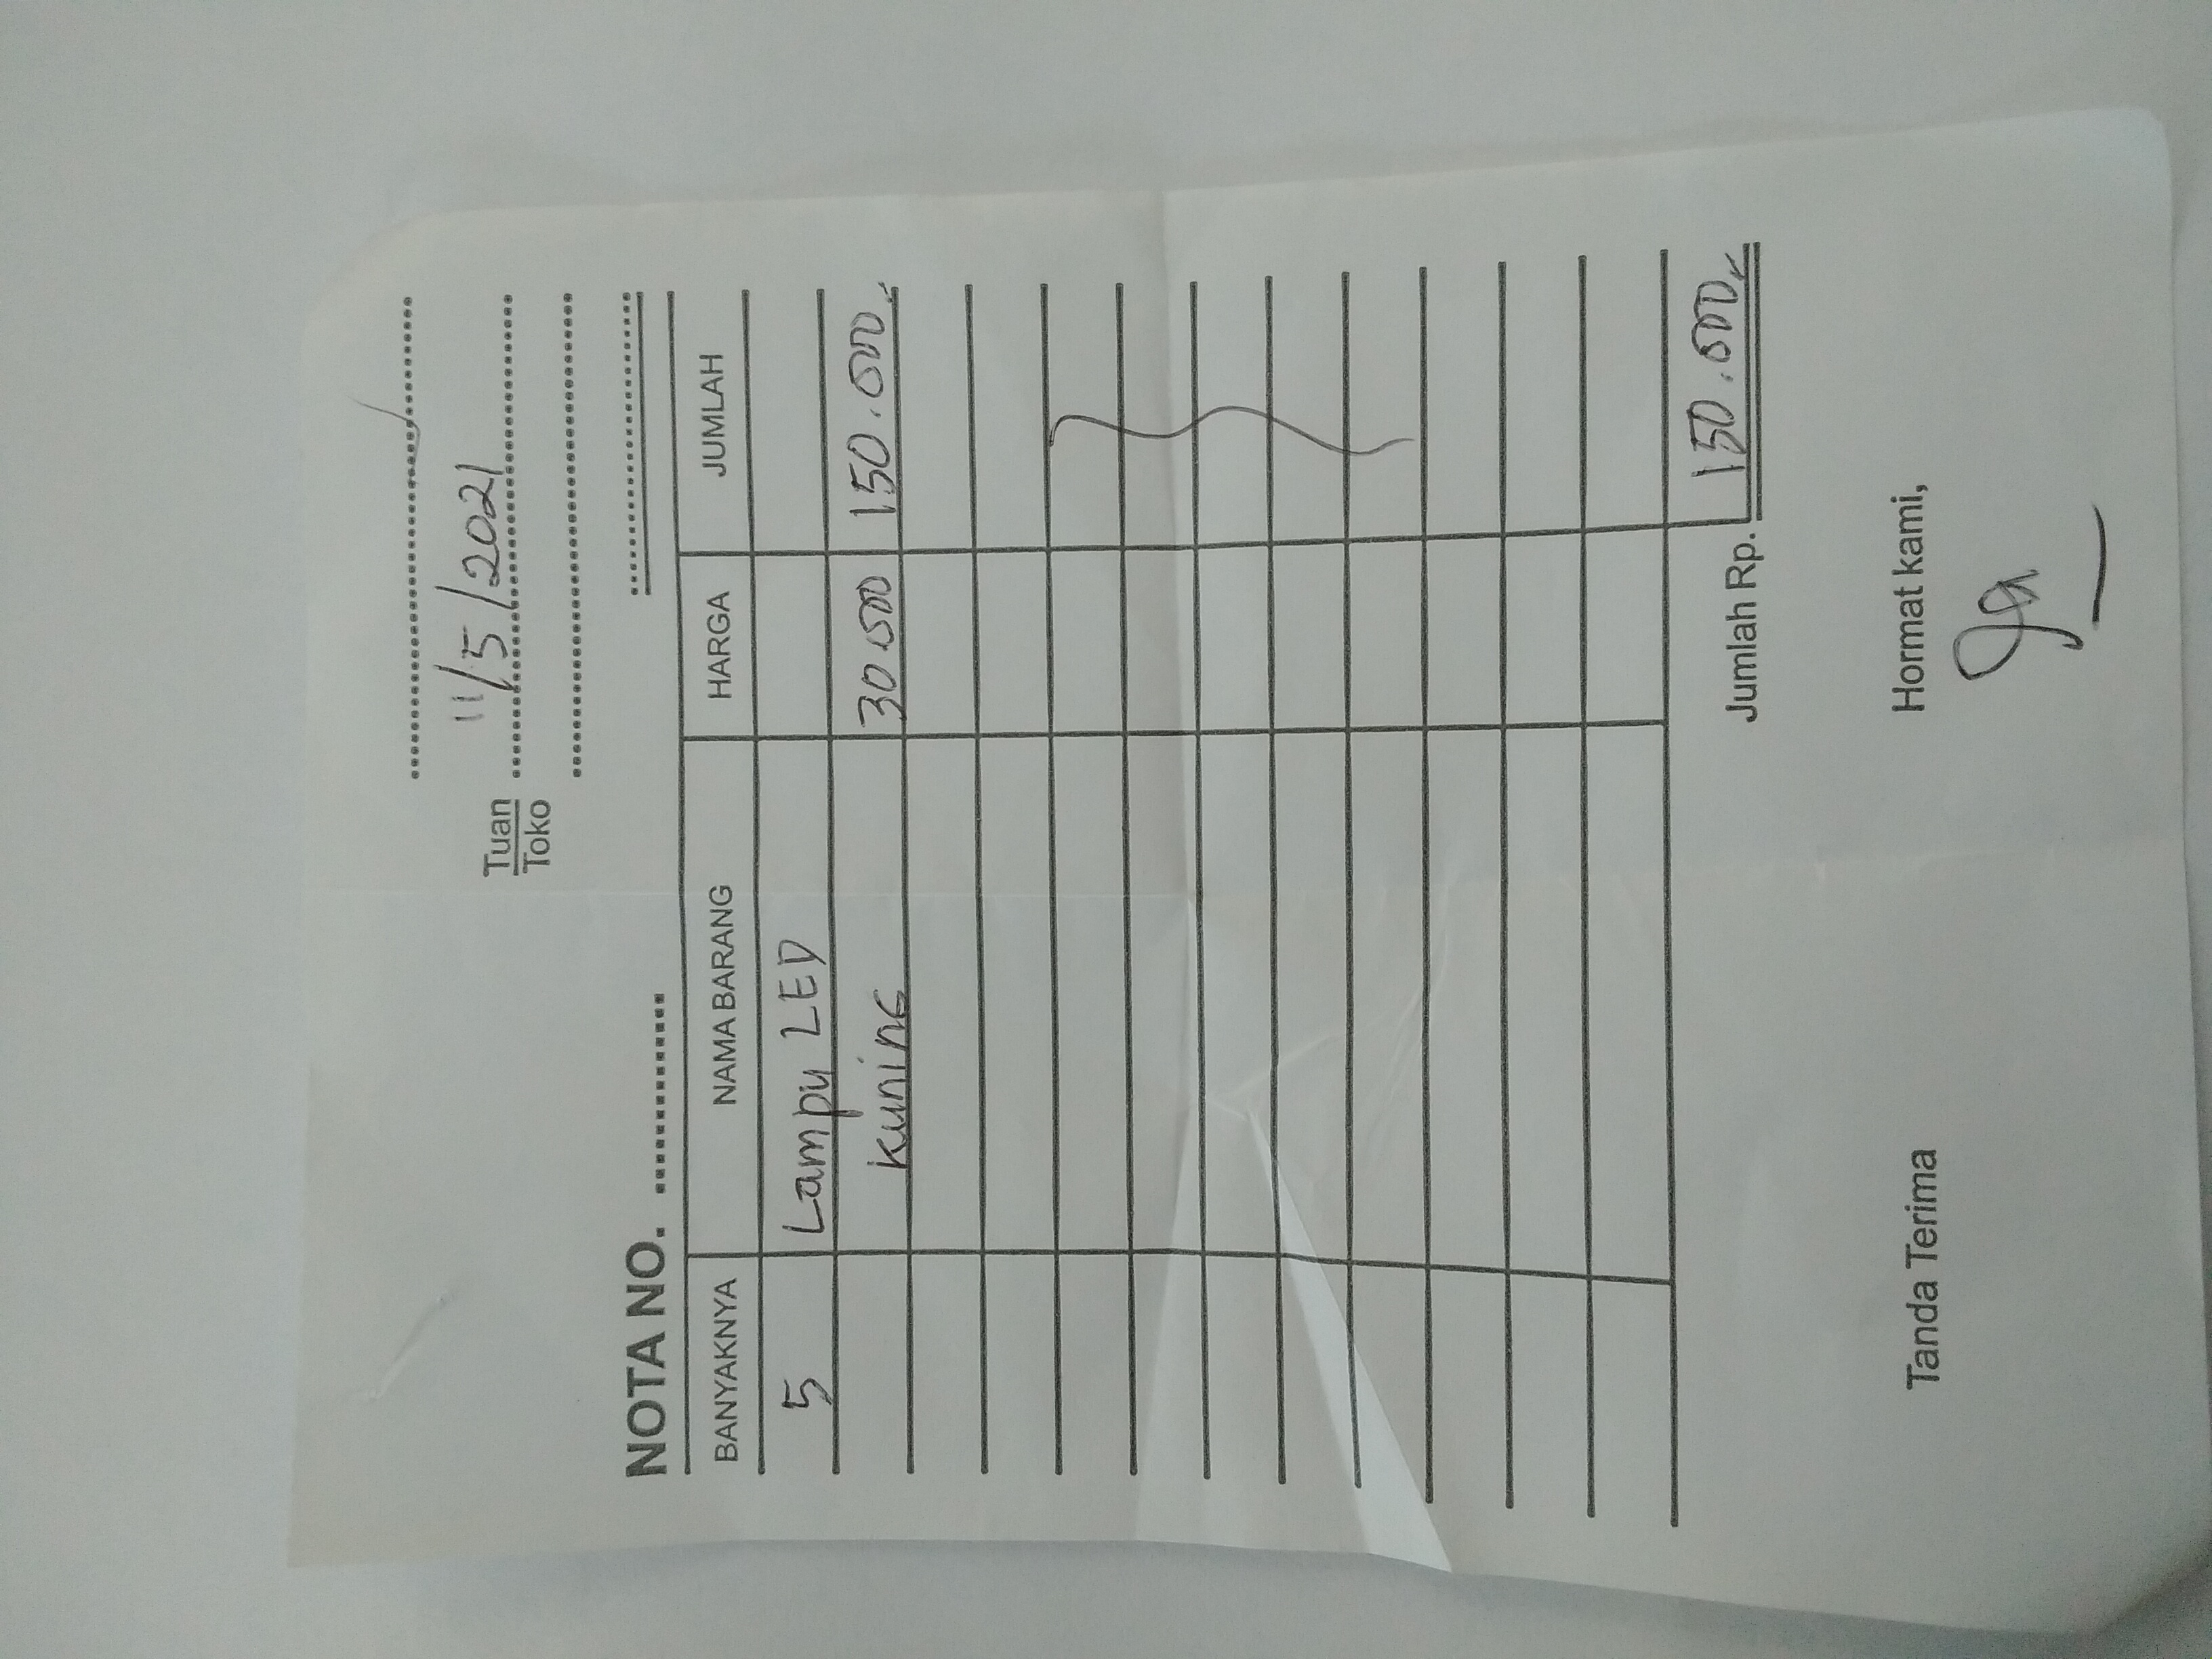 11/5/2021
Tuan
Toko
NOTA NO.
BANYAKNYA NAMA BARANG HARGA JUMLAH
5 Lampu LED
Kuning 30 000 150.000
Jumlah Rp. 150.000
Tanda Terima Hormat kami,